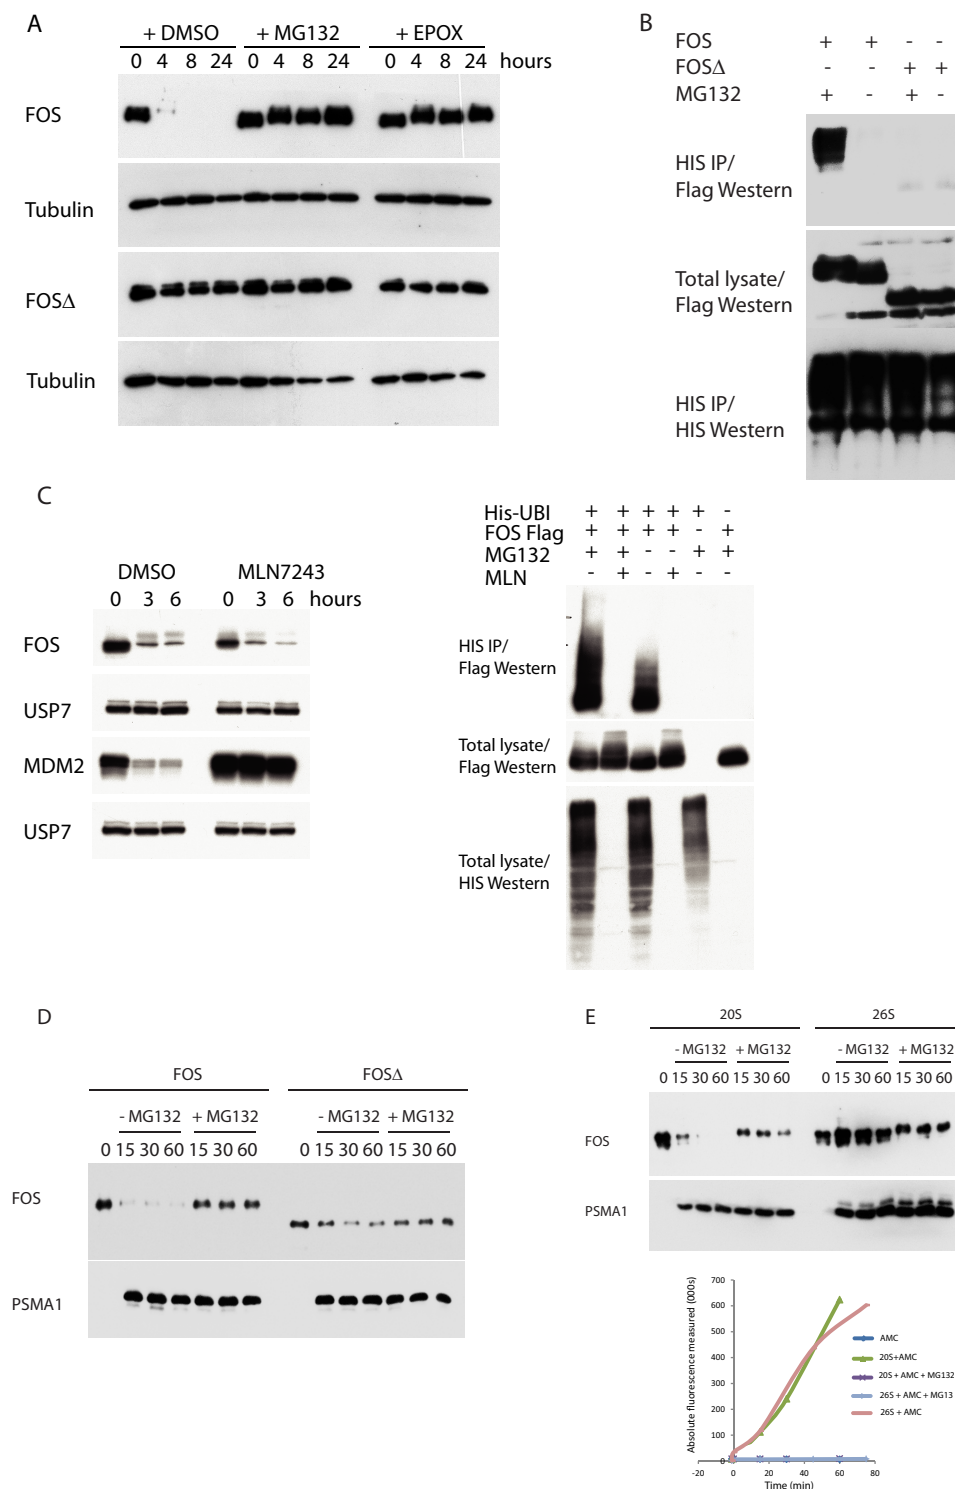 A
+ DMSO + MG132 + EPOX
0 4 8 24 0 4 8 24 0 4 8 24 hours
FOS
Tubulin
FOSΔ
Tubulin
B
FOS + + - -
FOSΔ - - + +
MG132 + - + -
HIS IP/
Flag Western
Total lysate/
Flag Western
HIS IP/
HIS Western
C
DMSO MLN7243
0 3 6 0 3 6 hours
FOS
USP7
MDM2
USP7
His-UBI + + + + + -
FOS Flag + + + + - +
MG132 + + - - + +
MLN - + - + - -
HIS IP/
Flag Western
Total lysate/
Flag Western
Total lysate/
HIS Western
D
FOS FOSΔ
- MG132 + MG132 - MG132 + MG132
0 15 30 60 15 30 60 0 15 30 60 15 30 60
FOS
PSMA1
E
20S 26S
- MG132 + MG132 - MG132 + MG132
0 15 30 60 15 30 60 0 15 30 60 15 30 60
FOS
PSMA1
Absolute fluorescence measured (000s)
700
600
500
400
300
200
100
0
-20 0 20 40 60 80
Time (min)
AMC
20S+AMC
20S + AMC + MG132
26S + AMC + MG13
26S + AMC